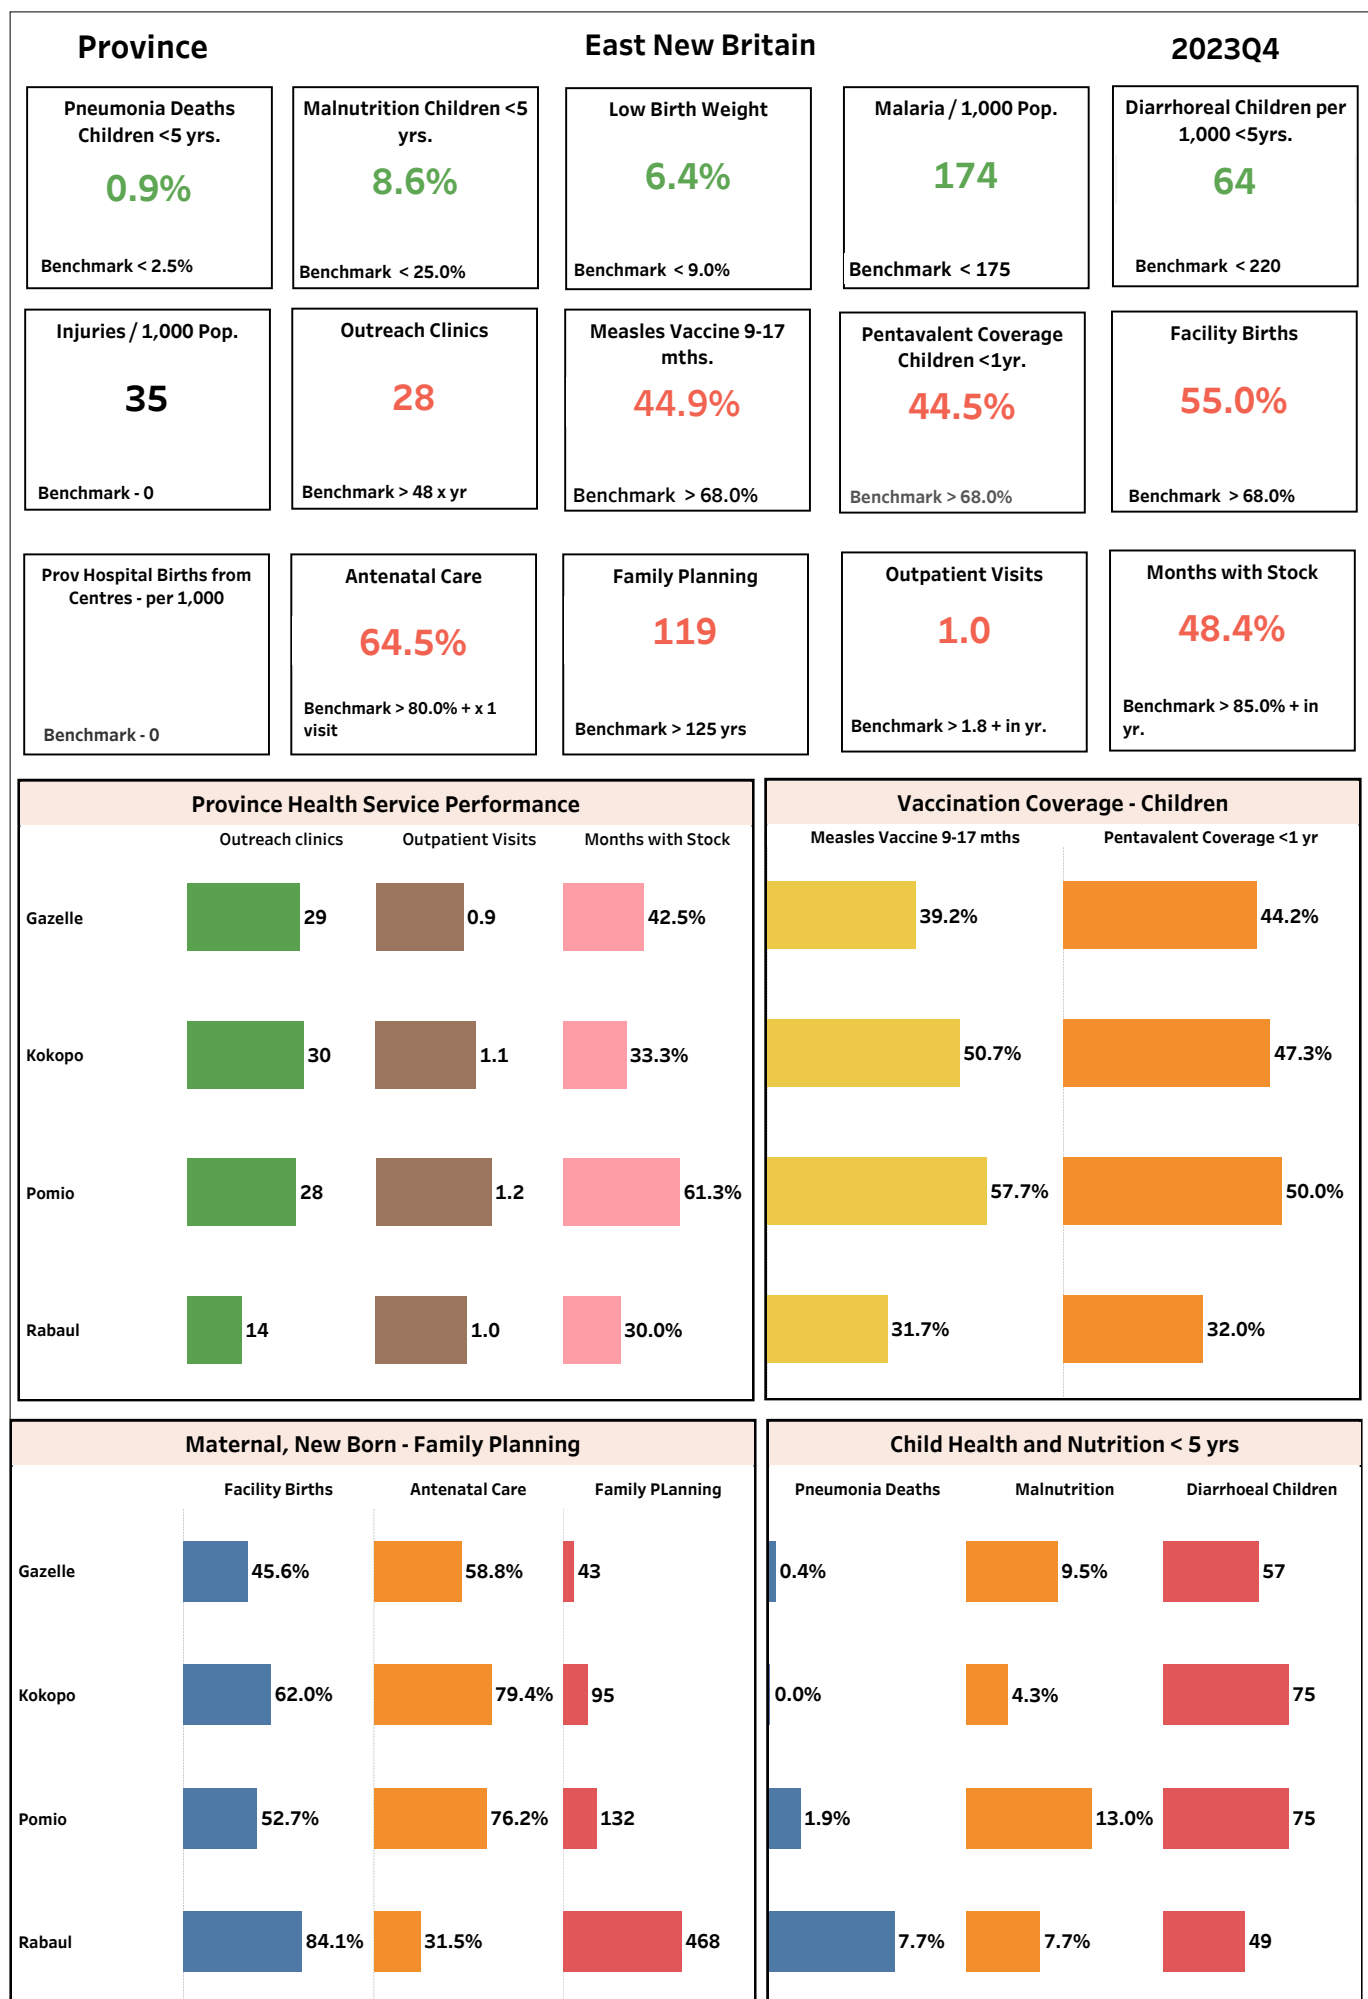 Province
East New Britain
2023Q4
Pneumonia Deaths
Children <5 yrs.
0.9%
Benchmark < 2.5%
Malnutrition Children <5
yrs.
8.6%
Benchmark < 25.0%
Low Birth Weight
6.4%
Benchmark < 9.0%
Malaria / 1,000 Pop.
174
Benchmark < 175
Diarrhoreal Children per
1,000 <5yrs.
64
Benchmark < 220
Injuries / 1,000 Pop.
35
Benchmark - 0
Outreach Clinics
28
Benchmark > 48 x yr
Measles Vaccine 9-17
mths.
44.9%
Benchmark > 68.0%
Pentavalent Coverage
Children <1yr.
44.5%
Benchmark > 68.0%
Facility Births
55.0%
Benchmark > 68.0%
Prov Hospital Births from
Centres - per 1,000
Benchmark - 0
Antenatal Care
64.5%
Benchmark > 80.0% + x 1
visit
Family Planning
119
Benchmark > 125 yrs
Outpatient Visits
1.0
Benchmark > 1.8 + in yr.
Months with Stock
48.4%
Benchmark > 85.0% + in
yr.
Province Health Service Performance
Outreach clinics Outpatient Visits Months with Stock
Gazelle 29 0.9 42.5%
Kokopo 30 1.1 33.3%
Pomio 28 1.2 61.3%
Rabaul 14 1.0 30.0%
Vaccination Coverage - Children
Measles Vaccine 9-17 mths Pentavalent Coverage <1 yr
39.2% 44.2%
50.7% 47.3%
57.7% 50.0%
31.7% 32.0%
Maternal, New Born - Family Planning
Facility Births Antenatal Care Family PLanning
Gazelle 45.6% 58.8% 43
Kokopo 62.0% 79.4% 95
Pomio 52.7% 76.2% 132
Rabaul 84.1% 31.5% 468
Child Health and Nutrition < 5 yrs
Pneumonia Deaths Malnutrition Diarrhoeal Children
0.4% 9.5% 57
0.0% 4.3% 75
1.9% 13.0% 75
7.7% 7.7% 49